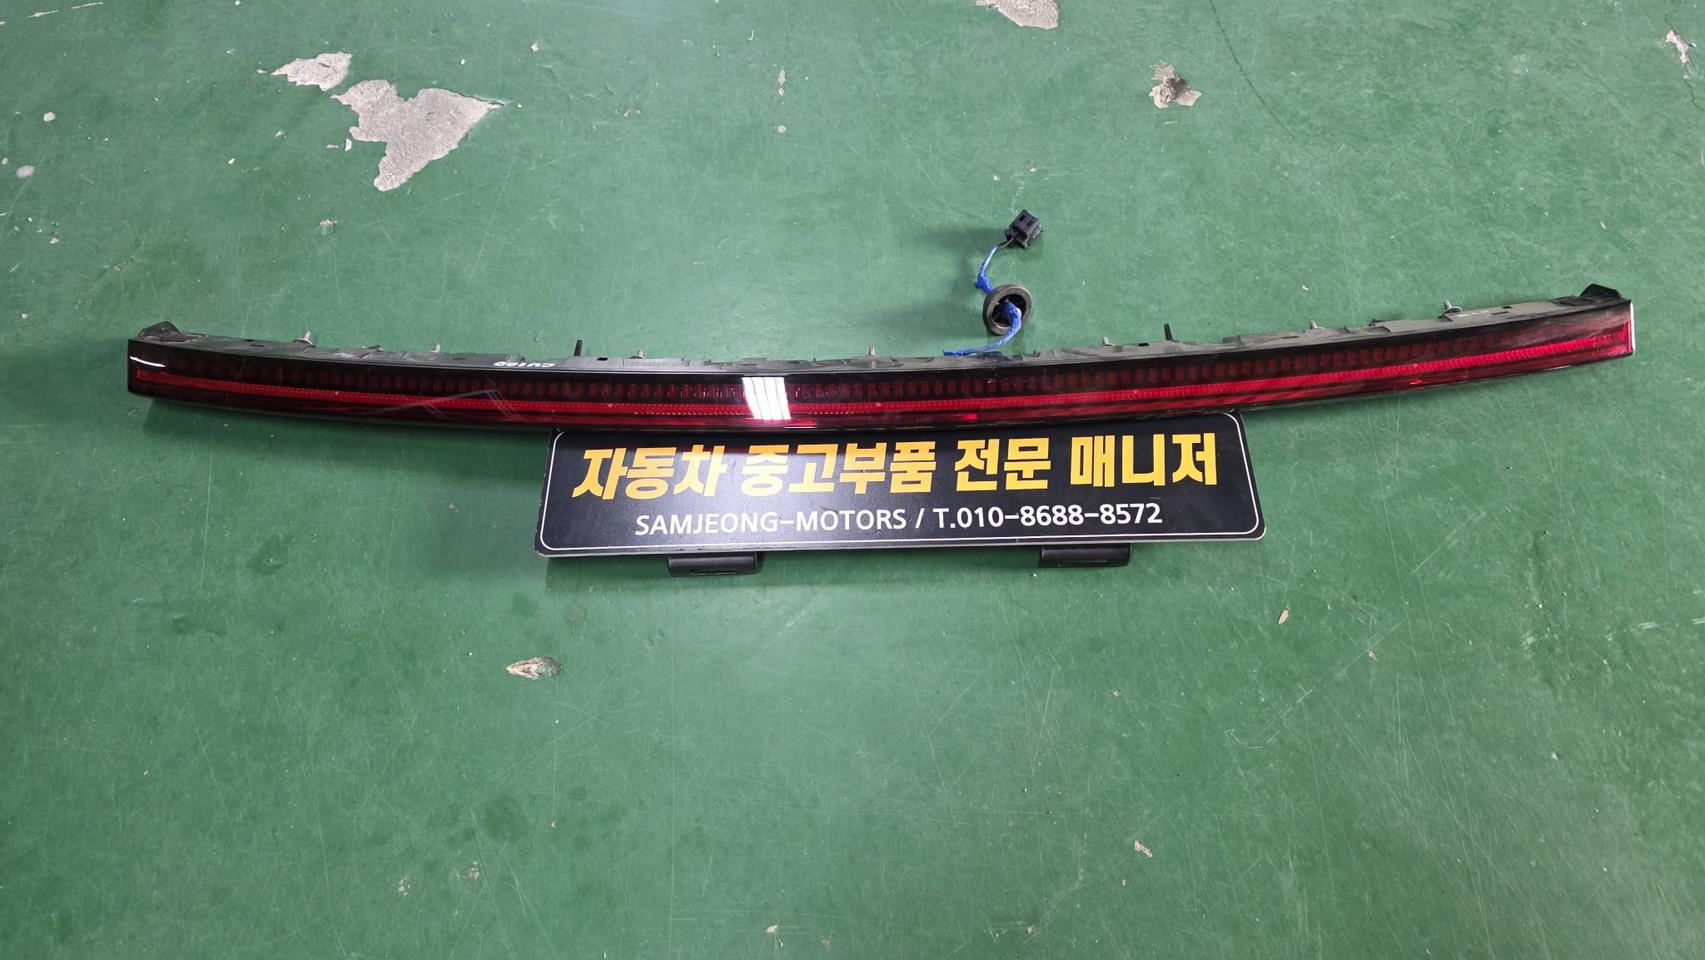 자동차 중고부품 전문 매니저
SAMJEONG-MOTORS / T.010-8688-8572